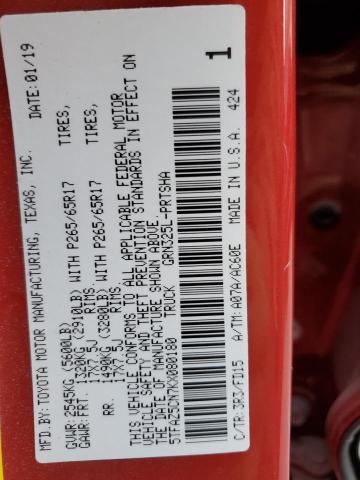 MFD.BY:TOYOTA MOTOR MANUFACTURING, TEXAS, INC. DATE: 01/19
GVWR: 2545KG (5600LB)
GAWR: FRT. 1320KG (2910LB) WITH P265/65R17 TIRES,
17X7.5J RIMS,
RR. 1490KG (3280LB) WITH P265/65R17 TIRES,
17X7.5J RIMS,
THIS VEHICLE CONFORMS TO ALL APPLICABLE FEDERAL MOTOR
VEHICLE SAFETY AND THEFT PREVENTION STANDARDS IN EFFECT ON
THE DATE OF MANUFACTURE SHOWN ABOVE.
5TFAZ5CN7KX080180 TRUCK GRN325L-PRTSHA
1
C/TR:3R3/FD15 A/TM:A07A/AC60E MADE IN U.S.A. 424